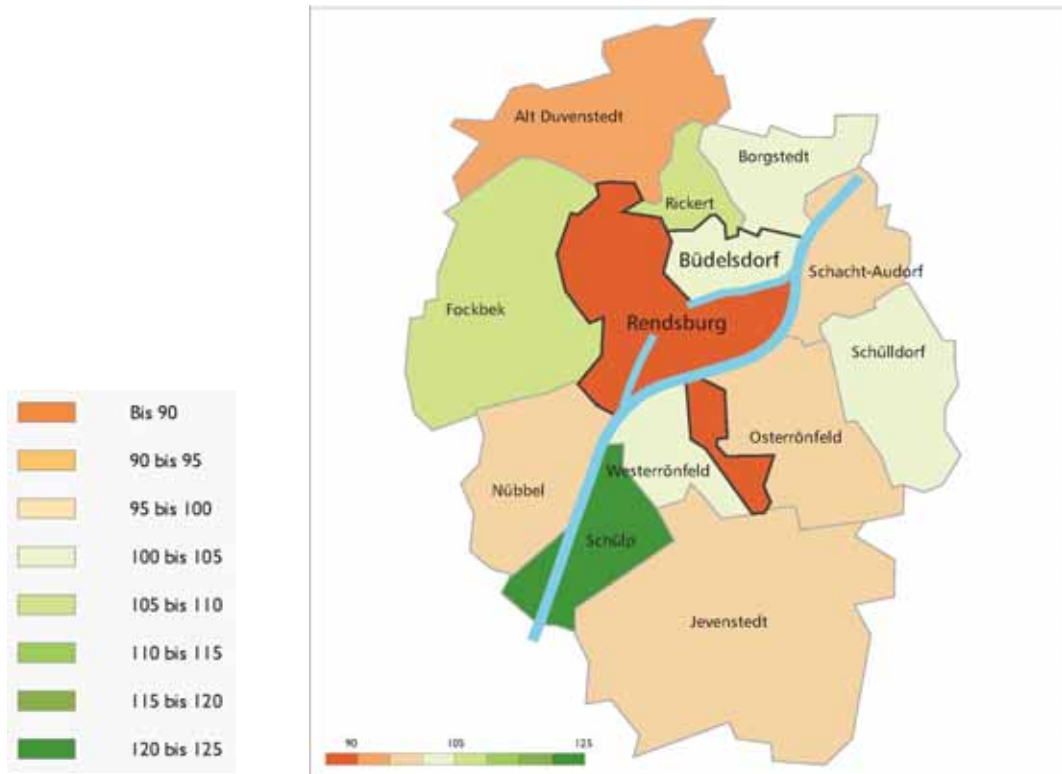 Alt Duvenstedt
Borgstedt
Rickert
Büdelsdorf
Schacht-Audorf
Fockbek
Rendsburg
Schülldorf
Osterrönfeld
Westerrönfeld
Nübbel
Schülp
Jevenstedt
Bis 90
90 bis 95
95 bis 100
100 bis 105
105 bis 110
110 bis 115
115 bis 120
120 bis 125
90 105 125